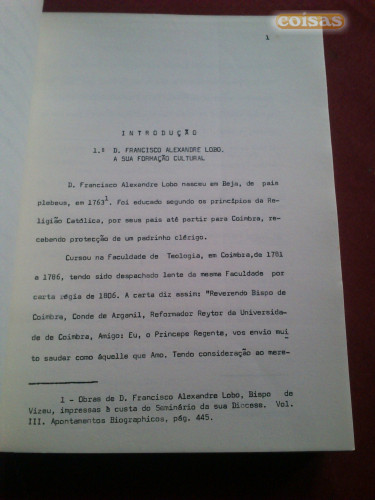 coisas
1
INTRODUÇÃO
1.º D. FRANCISCO ALEXANDRE LOBO.
A SUA FORMAÇÃO CULTURAL
D. Francisco Alexandre Lobo nasceu em Beja, de pais
plebeus, em 1763¹. Foi educado segundo os princípios da Re-
ligião Católica, por seus pais até partir para Coimbra, re-
cebendo protecção de um padrinho clérigo.
Cursou na Faculdade de Teologia, em Coimbra,de 1781
a 1786, tendo sido despachado lente da mesma Faculdade por
carta régia de 1806. A carta diz assim: "Reverendo Bispo de
Coimbra, Conde de Arganil, Reformador Reytor da Universida-
de de Coimbra, Amigo: Eu, o Principe Regente, vos envio mui
to saudar como àquelle que Amo. Tendo consideração ao mere-
1 - Obras de D. Francisco Alexandre Lobo, Bispo de
Vizeu, impressas à custa do Seminário da sua Diocese. Vol.
III. Apontamentos Biographicos, pág. 445.